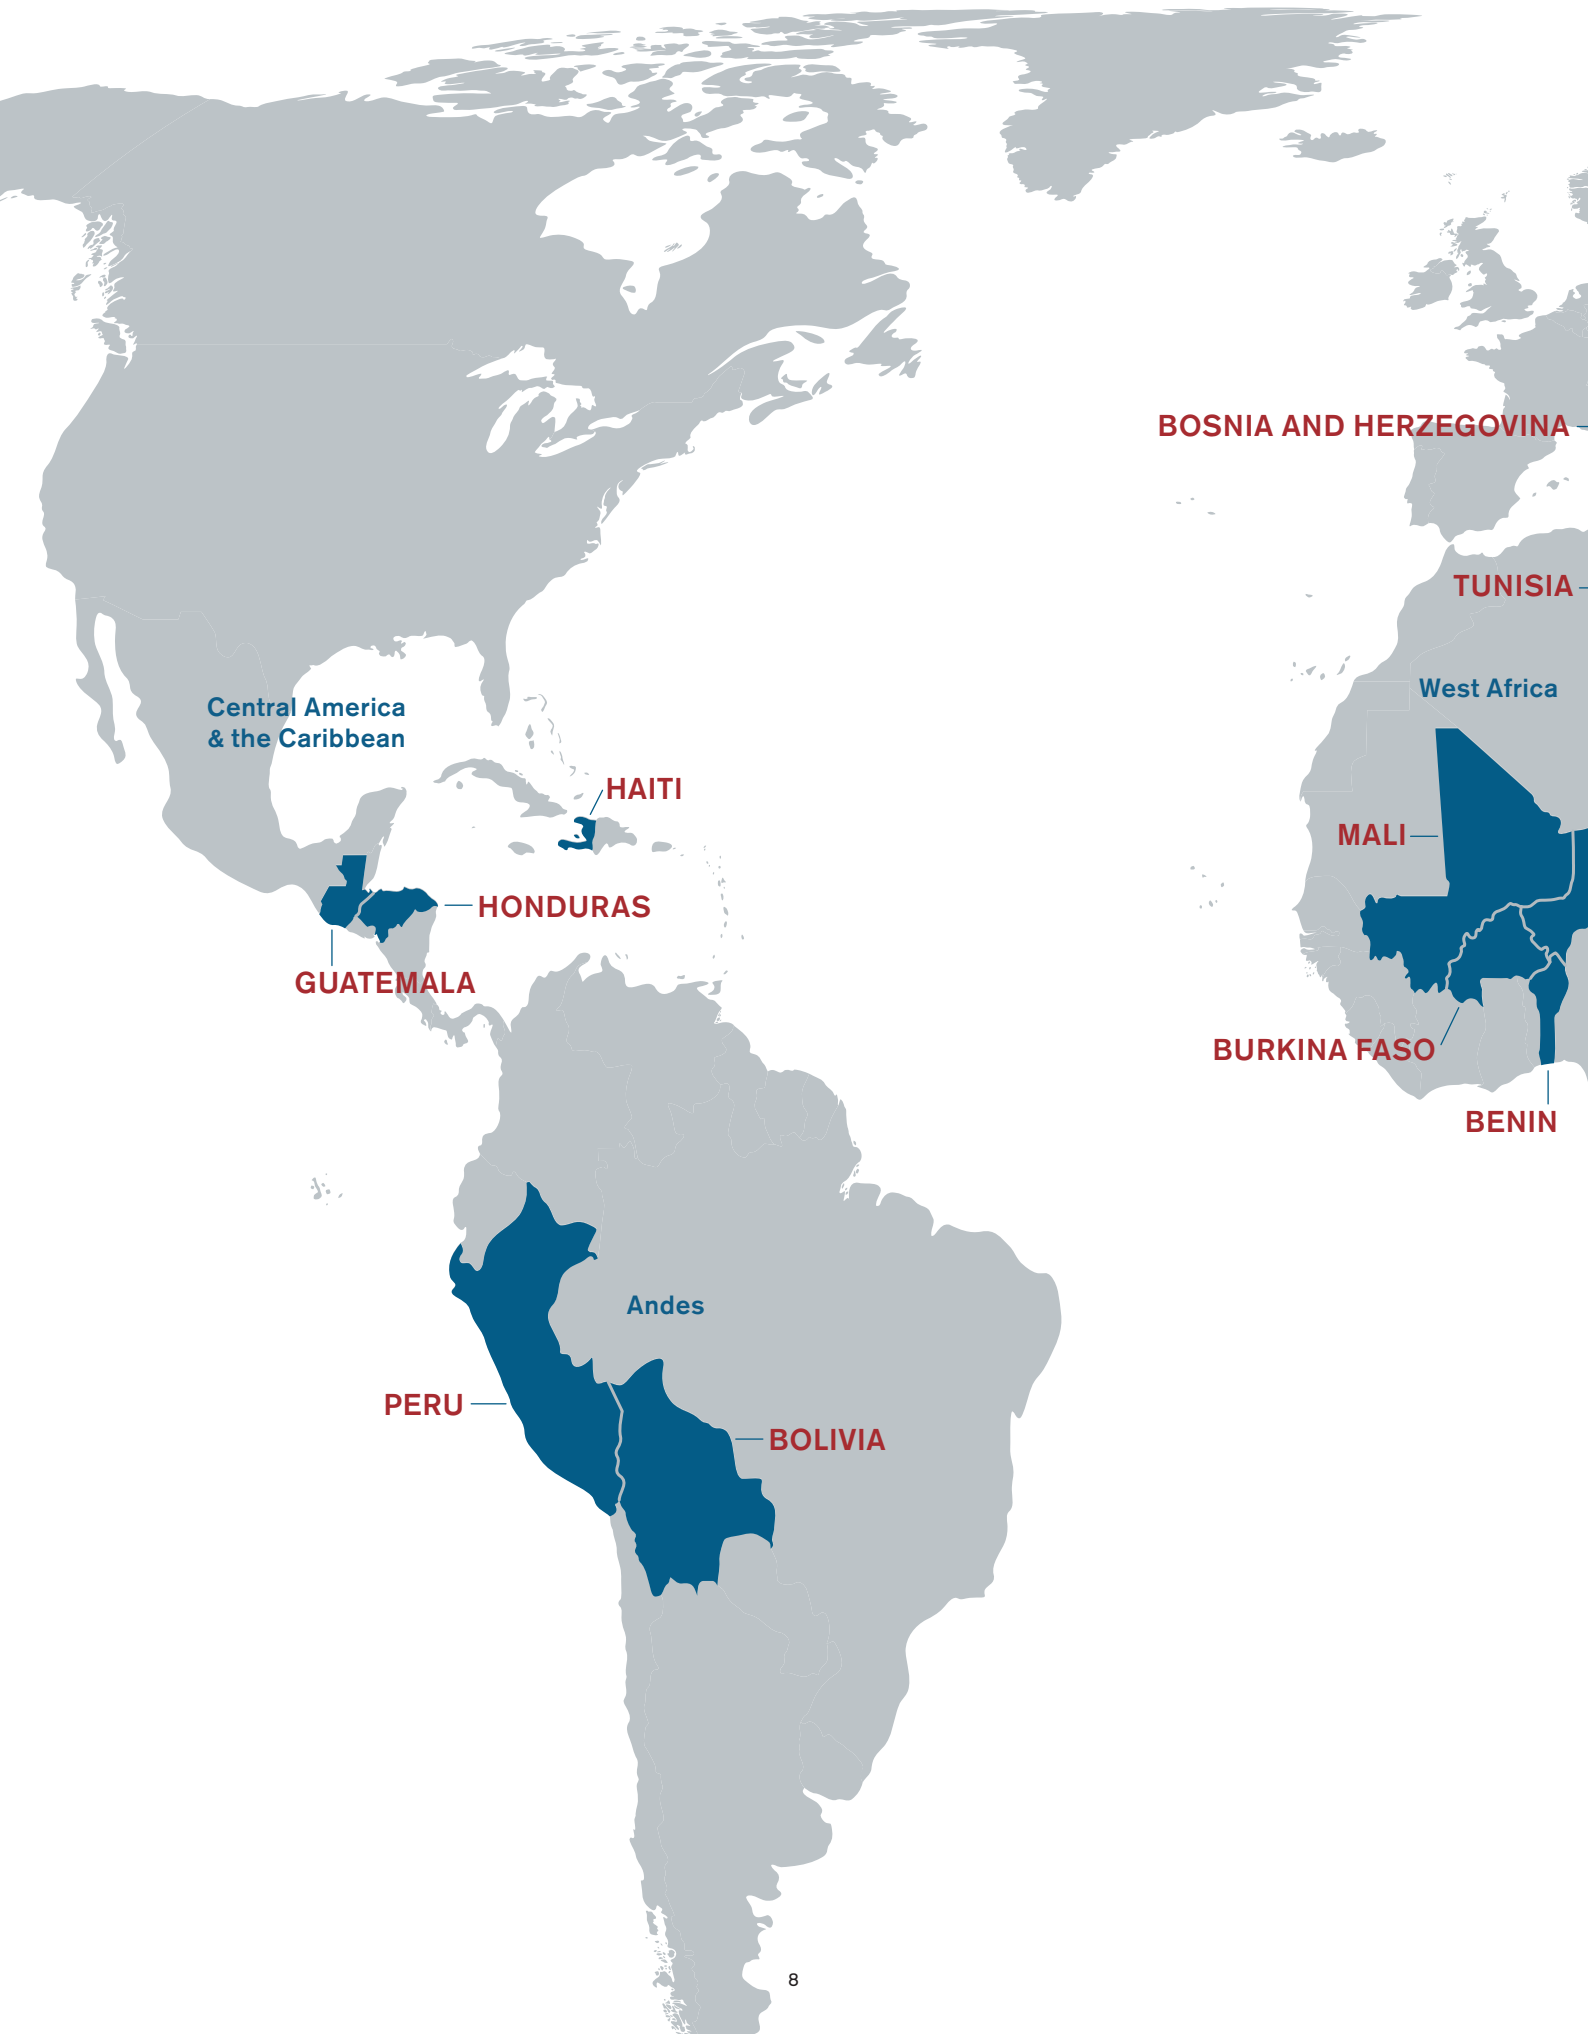 BOSNIA AND HERZEGOVINA
TUNISIA
West Africa
Central America
& the Caribbean
HAITI
MALI
HONDURAS
GUATEMALA
BURKINA FASO
BENIN
Andes
PERU
BOLIVIA
8